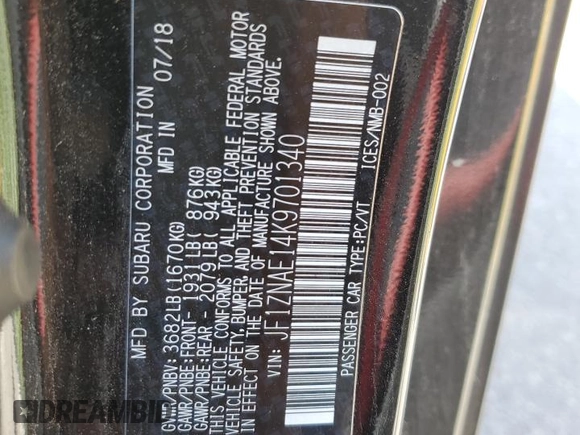 MFD BY SUBARU CORPORATION 07/18
MFD IN
GVWR/PNBV: 3682LB(1670KG)
GAWR/PNBE:FRONT- 1931LB( 876KG)
GAWR/PNBE:REAR - 2079LB( 943KG)
THIS VEHICLE CONFORMS TO ALL APPLICABLE FEDERAL MOTOR
VEHICLE SAFETY, BUMPER, AND THEFT PREVENTION STANDARDS
IN EFFECT ON THE DATE OF MANUFACTURE SHOWN ABOVE.
VIN: JF1ZNAE14K9701340
PASSENGER CAR TYPE:PC/VT ICES/NMB-002
DREAMBID